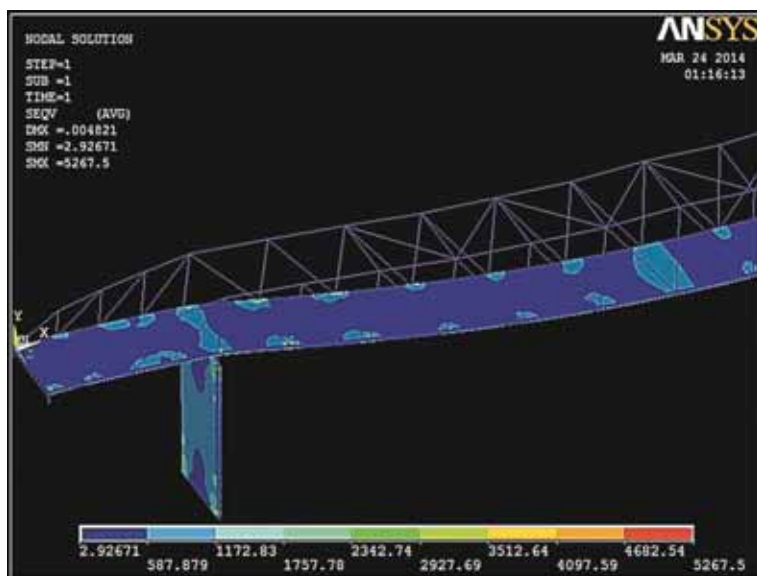 NODAL SOLUTION
STEP=1
SUB =1
TIME=1
SEQV (AVG)
DMX =.004821
SMN =2.92671
SMX =5267.5
ANSYS
MAR 24 2014
01:16:13
Y
X
2.92671 1172.83 2342.74 3512.64 4682.54
587.879 1757.78 2927.69 4097.59 5267.5